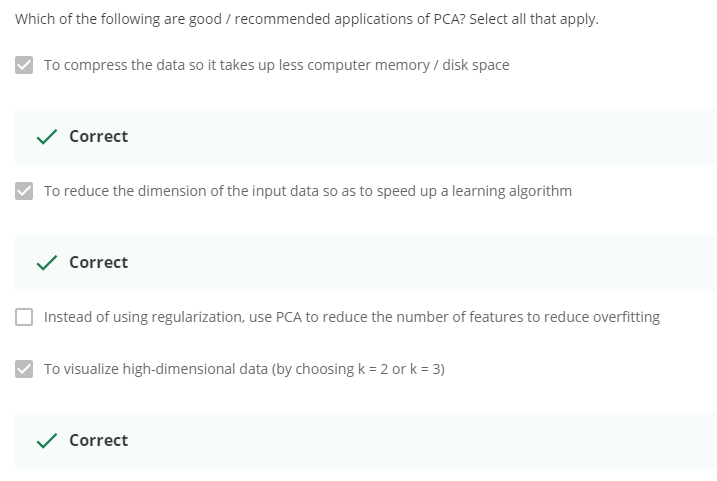 Which of the following are good / recommended applications of PCA? Select all that apply.
To compress the data so it takes up less computer memory / disk space
Correct
To reduce the dimension of the input data so as to speed up a learning algorithm
Correct
Instead of using regularization, use PCA to reduce the number of features to reduce overfitting
To visualize high-dimensional data (by choosing k = 2 or k = 3)
Correct